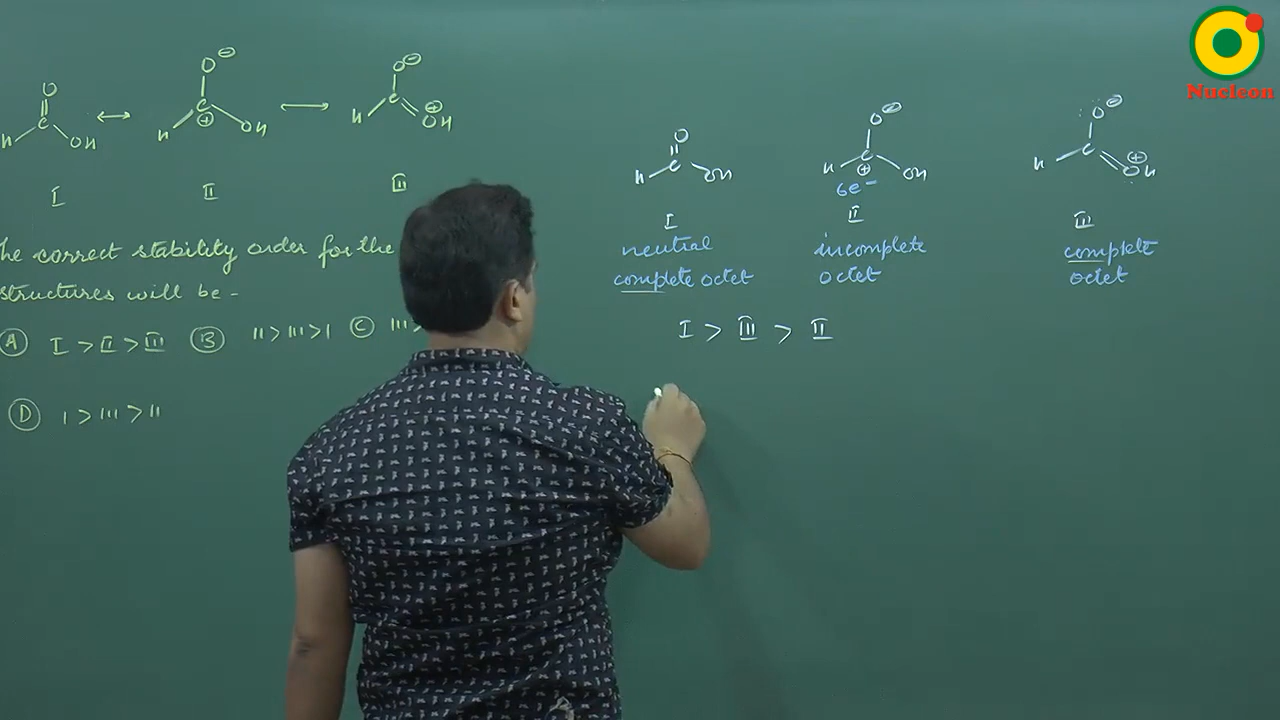 Nucleon
O ⊖
O ⊖
O
C ↔ C ⊕ ↔ C ⊕
H OH H OH H OH
I II III
he correct stability order for the
structures will be -
(A) I > II > III (B) II > III > I (C) III >
(D) I > III > II
O O ⊖ O ⊖
C C ⊕ C ⊕
H OH H OH H OH
6e⁻
I II III
neutral incomplete complete
complete octet octet octet
I > III > II